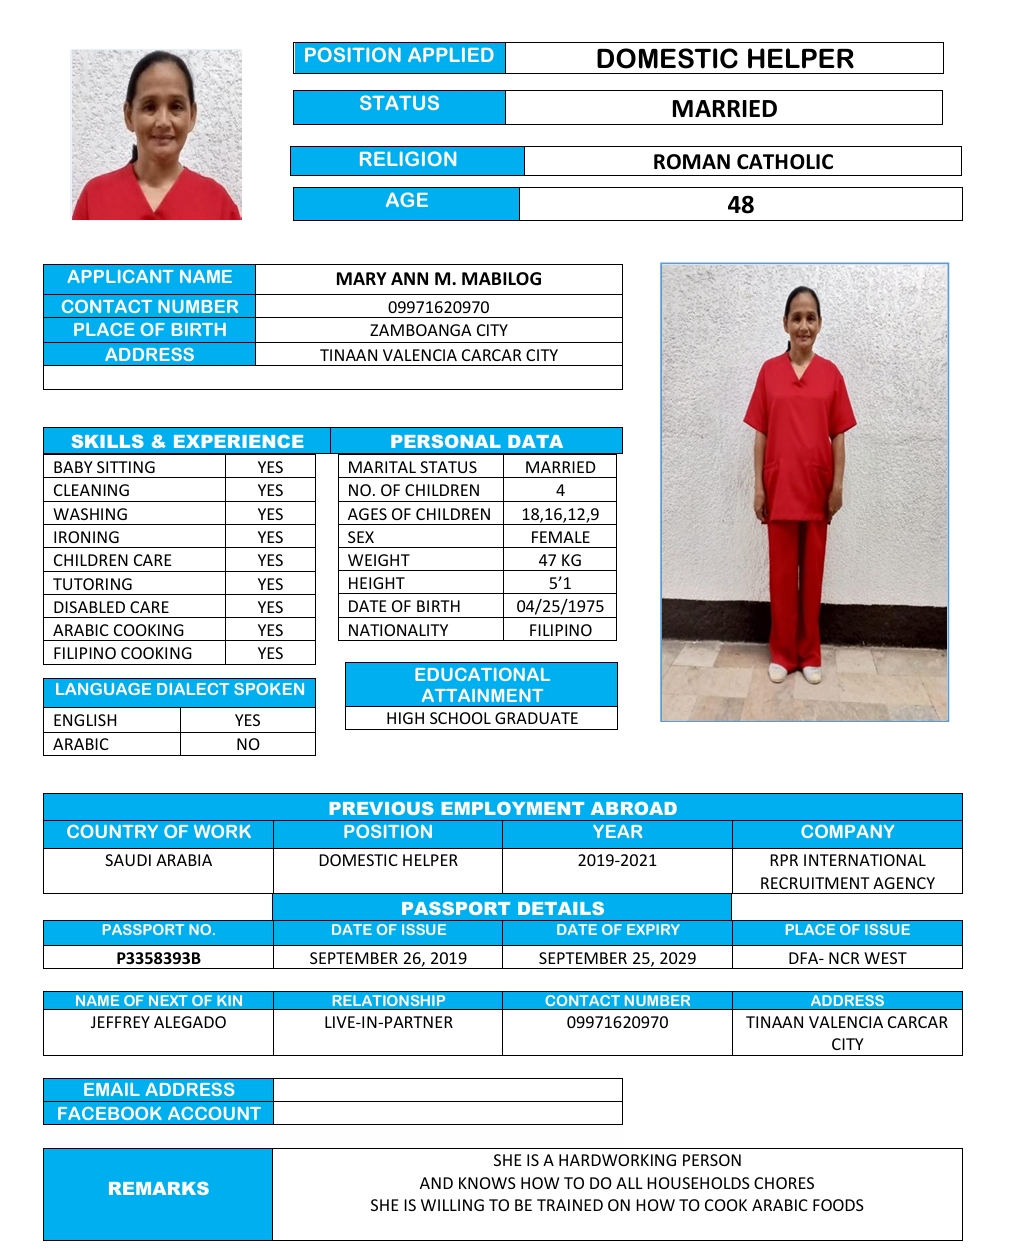 POSITION APPLIED DOMESTIC HELPER
STATUS MARRIED
RELIGION ROMAN CATHOLIC
AGE 48
APPLICANT NAME MARY ANN M. MABILOG
CONTACT NUMBER 09971620970
PLACE OF BIRTH ZAMBOANGA CITY
ADDRESS TINAAN VALENCIA CARCAR CITY
SKILLS & EXPERIENCE
BABY SITTING YES
CLEANING YES
WASHING YES
IRONING YES
CHILDREN CARE YES
TUTORING YES
DISABLED CARE YES
ARABIC COOKING YES
FILIPINO COOKING YES
LANGUAGE DIALECT SPOKEN
ENGLISH YES
ARABIC NO
PERSONAL DATA
MARITAL STATUS MARRIED
NO. OF CHILDREN 4
AGES OF CHILDREN 18,16,12,9
SEX FEMALE
WEIGHT 47 KG
HEIGHT 5’1
DATE OF BIRTH 04/25/1975
NATIONALITY FILIPINO
EDUCATIONAL
ATTAINMENT
HIGH SCHOOL GRADUATE
PREVIOUS EMPLOYMENT ABROAD
COUNTRY OF WORK POSITION YEAR COMPANY
SAUDI ARABIA DOMESTIC HELPER 2019-2021 RPR INTERNATIONAL
RECRUITMENT AGENCY
PASSPORT DETAILS
PASSPORT NO. DATE OF ISSUE DATE OF EXPIRY PLACE OF ISSUE
P3358393B SEPTEMBER 26, 2019 SEPTEMBER 25, 2029 DFA- NCR WEST
NAME OF NEXT OF KIN RELATIONSHIP CONTACT NUMBER ADDRESS
JEFFREY ALEGADO LIVE-IN-PARTNER 09971620970 TINAAN VALENCIA CARCAR
CITY
EMAIL ADDRESS
FACEBOOK ACCOUNT
REMARKS
SHE IS A HARDWORKING PERSON
AND KNOWS HOW TO DO ALL HOUSEHOLDS CHORES
SHE IS WILLING TO BE TRAINED ON HOW TO COOK ARABIC FOODS